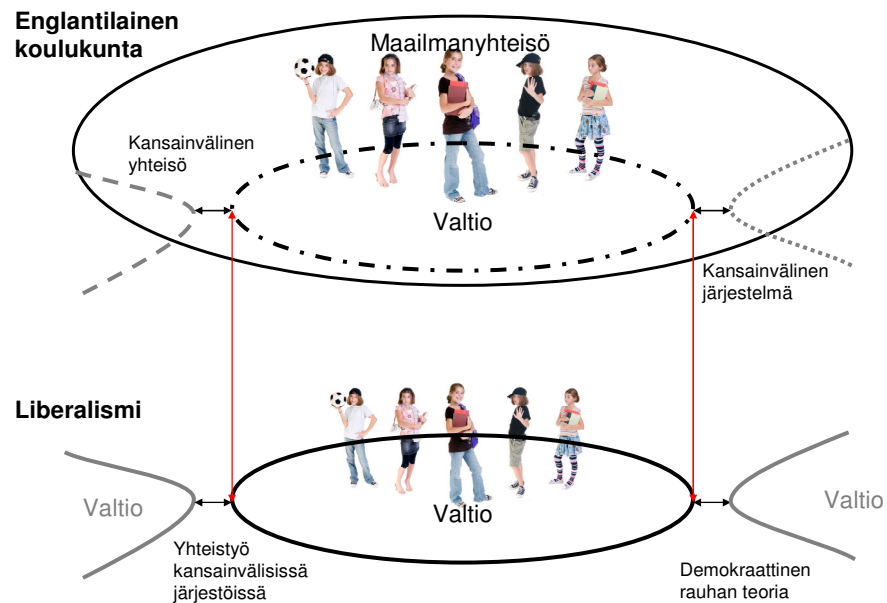 Englantilainen
koulukunta
Maailmanyhteisö
Kansainvälinen
yhteisö
Valtio
Kansainvälinen
järjestelmä
Liberalismi
Valtio
Valtio
Valtio
Yhteistyö
kansainvälisissä
järjestöissä
Demokraattinen
rauhan teoria